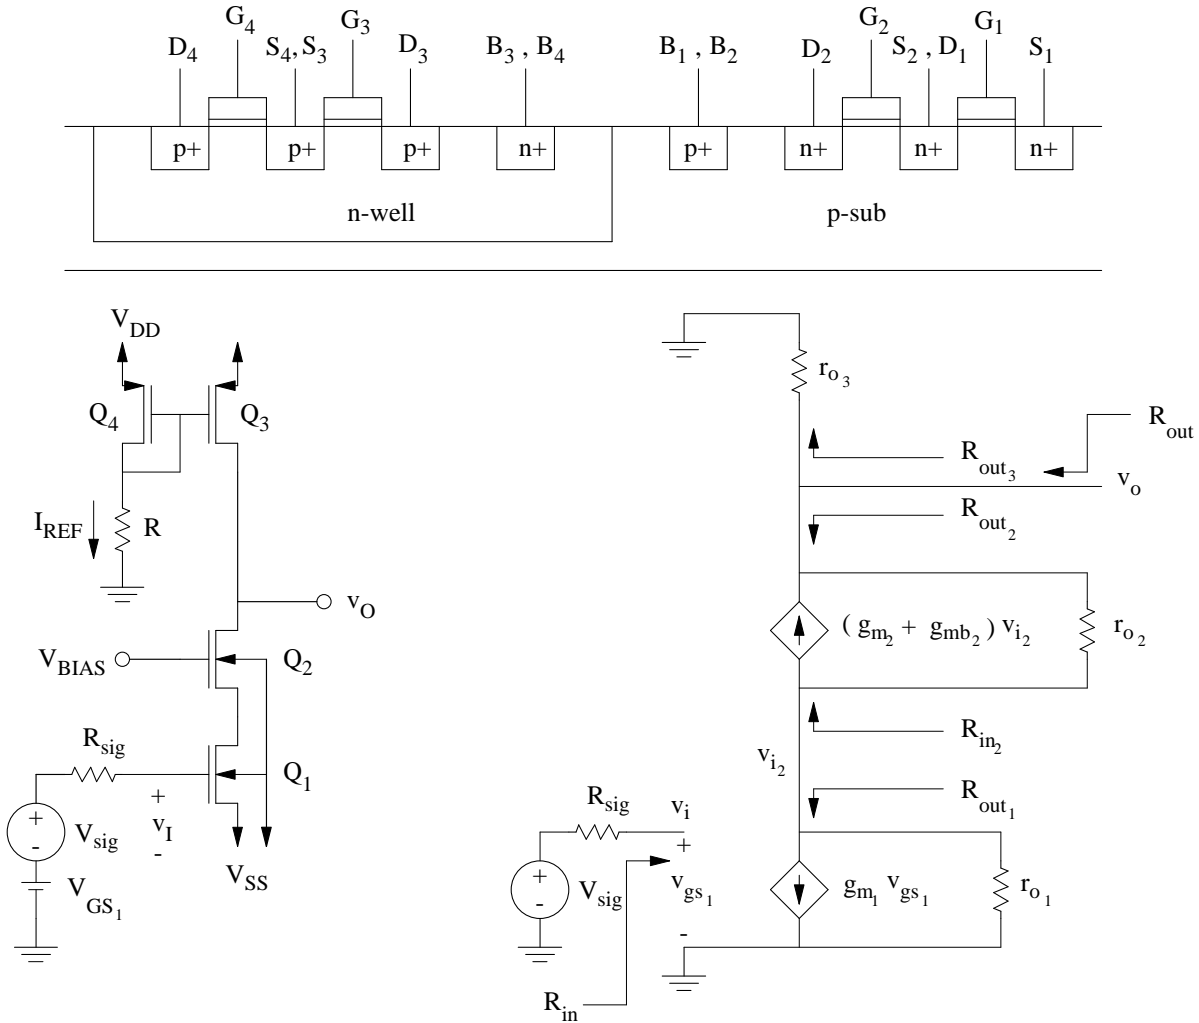 G4 G3 G2 G1
D4 S4, S3 D3 B3 , B4 B1 , B2 D2 S2 , D1 S1
p+ p+ p+ n+ p+ n+ n+ n+
n-well p-sub
VDD
Q4 Q3
IREF R
vO
VBIAS Q2
Rsig
Q1
+
vI
-
+
-
Vsig
VGS1
VSS
ro3
Rout
Rout3
vo
Rout2
( gm2 + gmb2 ) vi2 ro2
Rin2
vi2
Rout1
Rsig vi
+
+
-
Vsig vgs1 gm1 vgs1 ro1
-
Rin